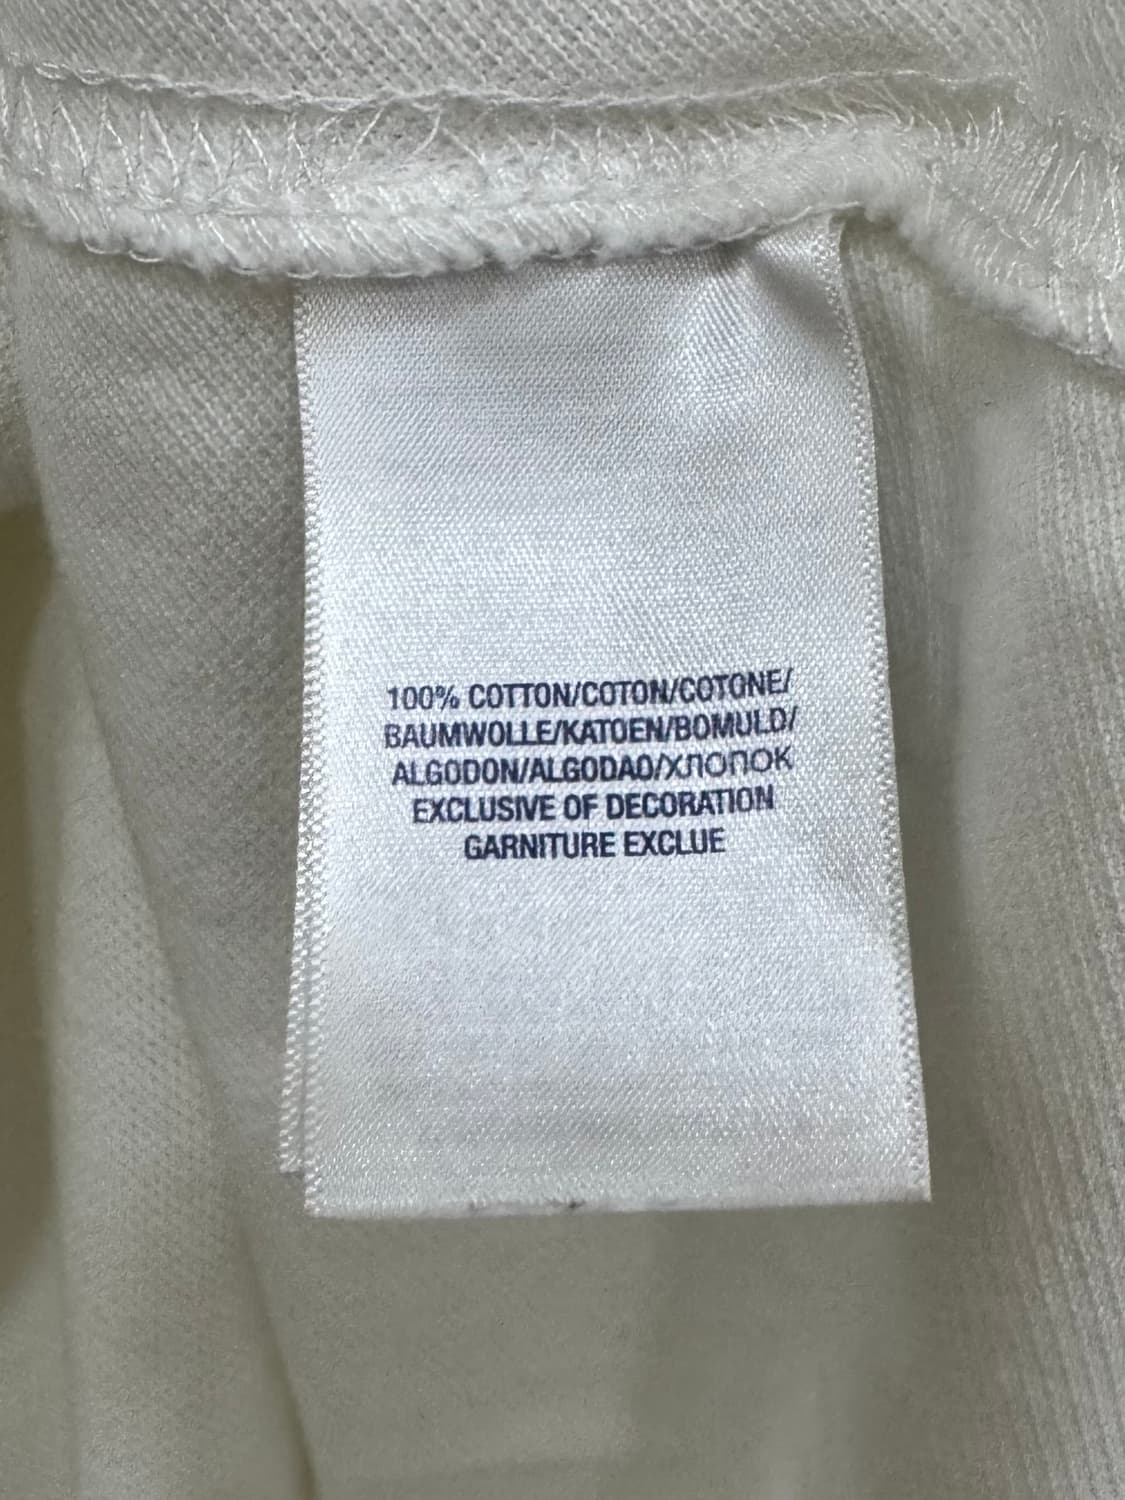 100% COTTON/COTON/COTONE/
BAUMWOLLE/KATOEN/BOMULD/
ALGODON/ALGODAO/ХЛОПОК
EXCLUSIVE OF DECORATION
GARNITURE EXCLUE